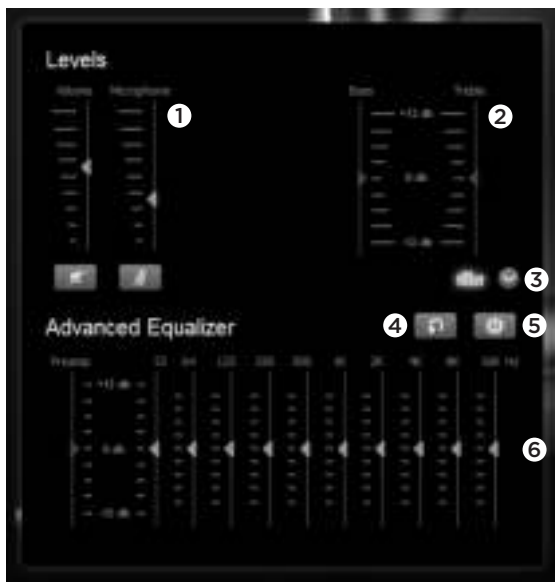 Levels
Volume Microphone Bass Treble
1 2
+12 db
0 db
-12 db
3
Advanced Equalizer 4 5
Preamp 32 64 125 250 500 1K 2K 4K 8K 16K Hz
+12 db
0 db 6
-12 db